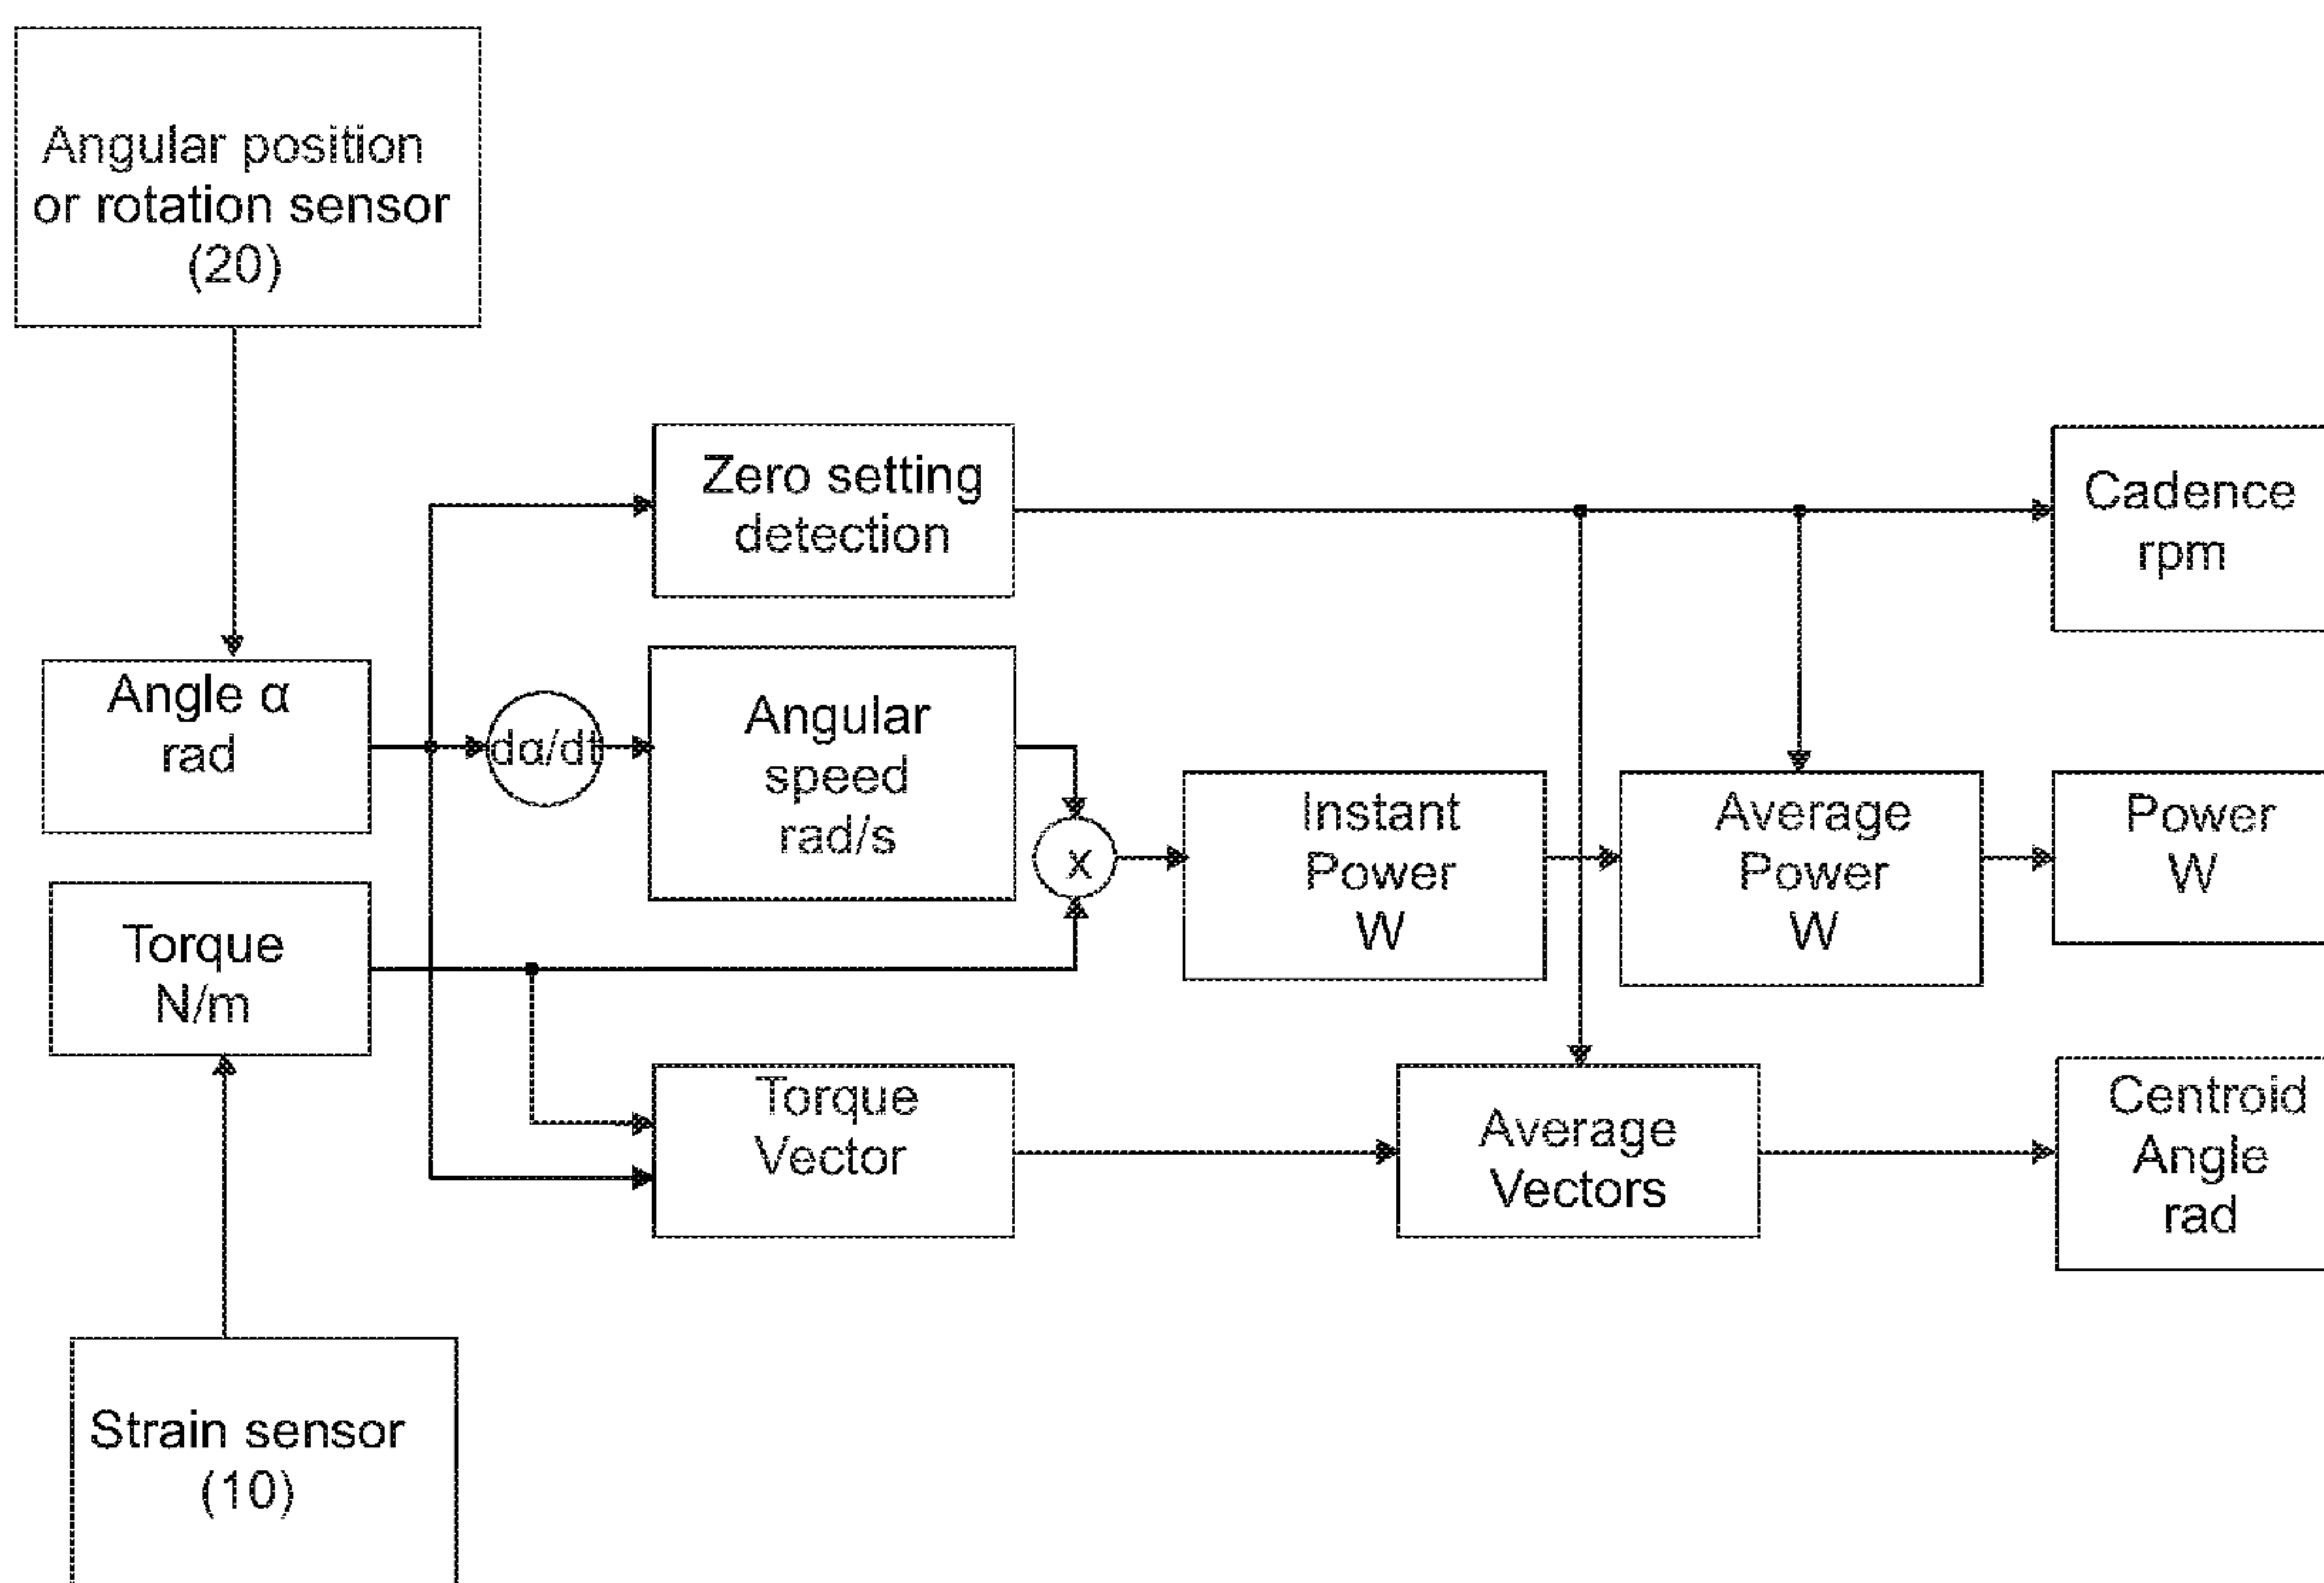 Angular position
or rotation sensor
(20)
Zero setting
detection
Cadence
rpm
Angle α
rad
dα/dt
Angular
speed
rad/s
x
Instant
Power
W
Average
Power
W
Power
W
Torque
N/m
Torque
Vector
Average
Vectors
Centroid
Angle
rad
Strain sensor
(10)